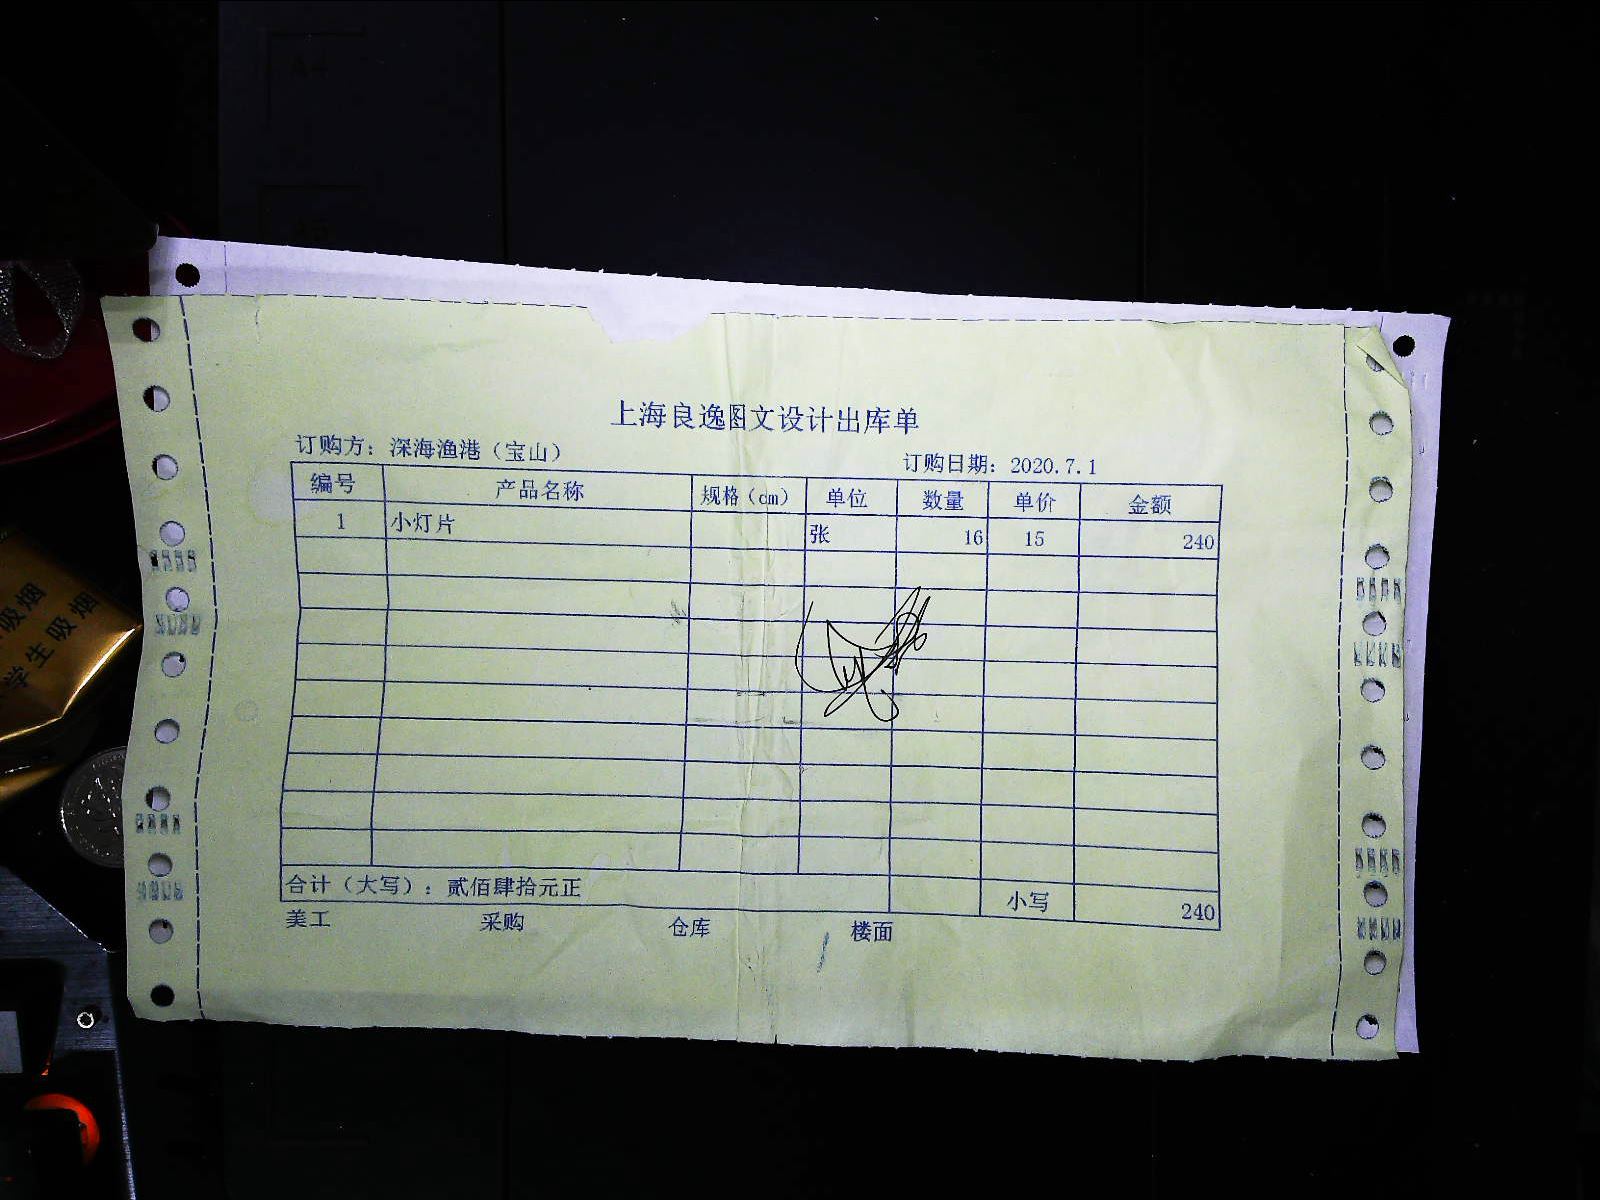 上海良逸图文设计出库单
订购方：深海渔港（宝山）
订购日期：2020.7.1
编号 产品名称 规格（cm） 单位 数量 单价 金额
1 小灯片 张 16 15 240
合计（大写）：贰佰肆拾元正 小写 240
美工 采购 仓库 楼面
吸烟
学生吸烟